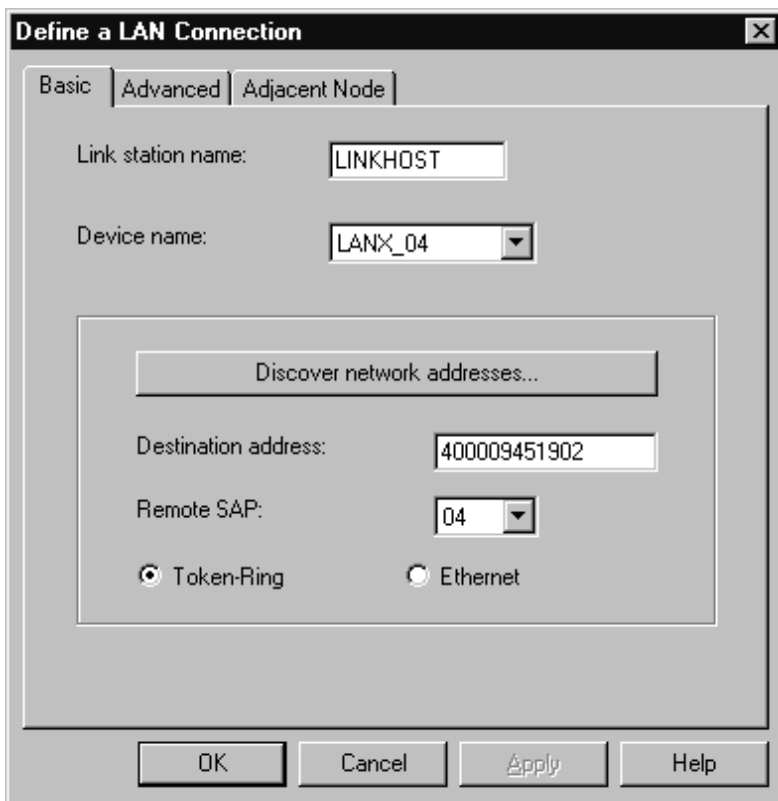 Define a LAN Connection
Basic Advanced Adjacent Node
Link station name: LINKHOST
Device name: LANX_04
Discover network addresses...
Destination address: 400009451902
Remote SAP: 04
Token-Ring Ethernet
OK Cancel Apply Help